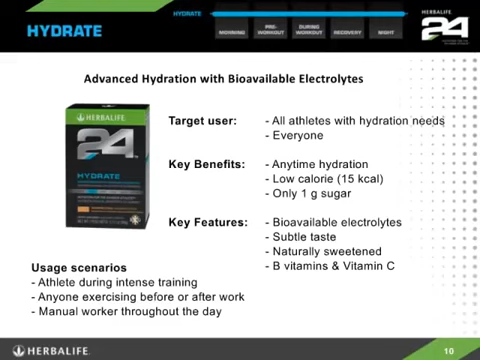 HYDRATE
HYDRATE
MORNING
PRE-
WORKOUT
DURING
WORKOUT
RECOVERY
NIGHT
HERBALIFE
24
Advanced Hydration with Bioavailable Electrolytes
HERBALIFE
24
HYDRATE
Target user:
- All athletes with hydration needs
- Everyone
Key Benefits:
- Anytime hydration
- Low calorie (15 kcal)
- Only 1 g sugar
Key Features:
- Bioavailable electrolytes
- Subtle taste
- Naturally sweetened
- B vitamins & Vitamin C
Usage scenarios
- Athlete during intense training
- Anyone exercising before or after work
- Manual worker throughout the day
HERBALIFE.
10